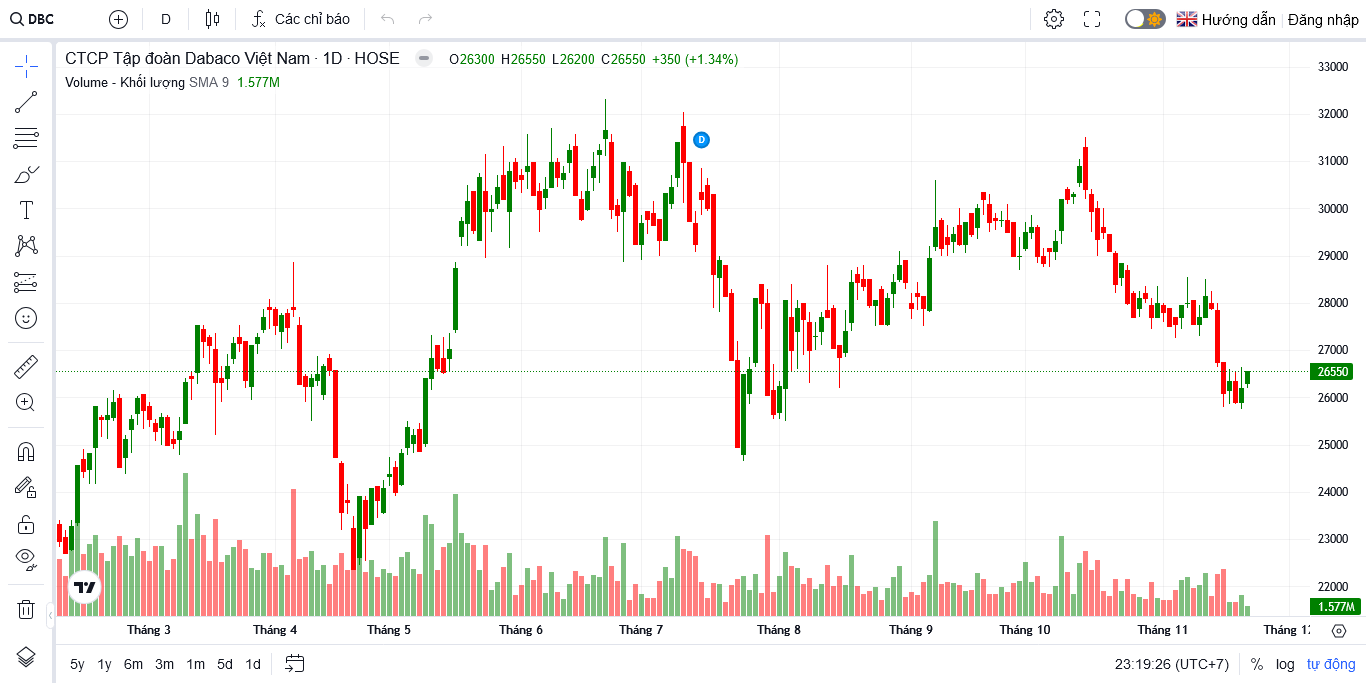 DBC D Các chỉ báo Hướng dẫn Đăng nhập
CTCP Tập đoàn Dabaco Việt Nam · 1D · HOSE O26300 H26550 L26200 C26550 +350 (+1.34%)
Volume - Khối lượng SMA 9 1.577M
33000
32000
D
31000
30000
29000
28000
27000
26550
26000
25000
24000
23000
22000
1.577M
Tháng 3 Tháng 4 Tháng 5 Tháng 6 Tháng 7 Tháng 8 Tháng 9 Tháng 10 Tháng 11 Tháng
5y 1y 6m 3m 1m 5d 1d 23:19:26 (UTC+7) % log tự động